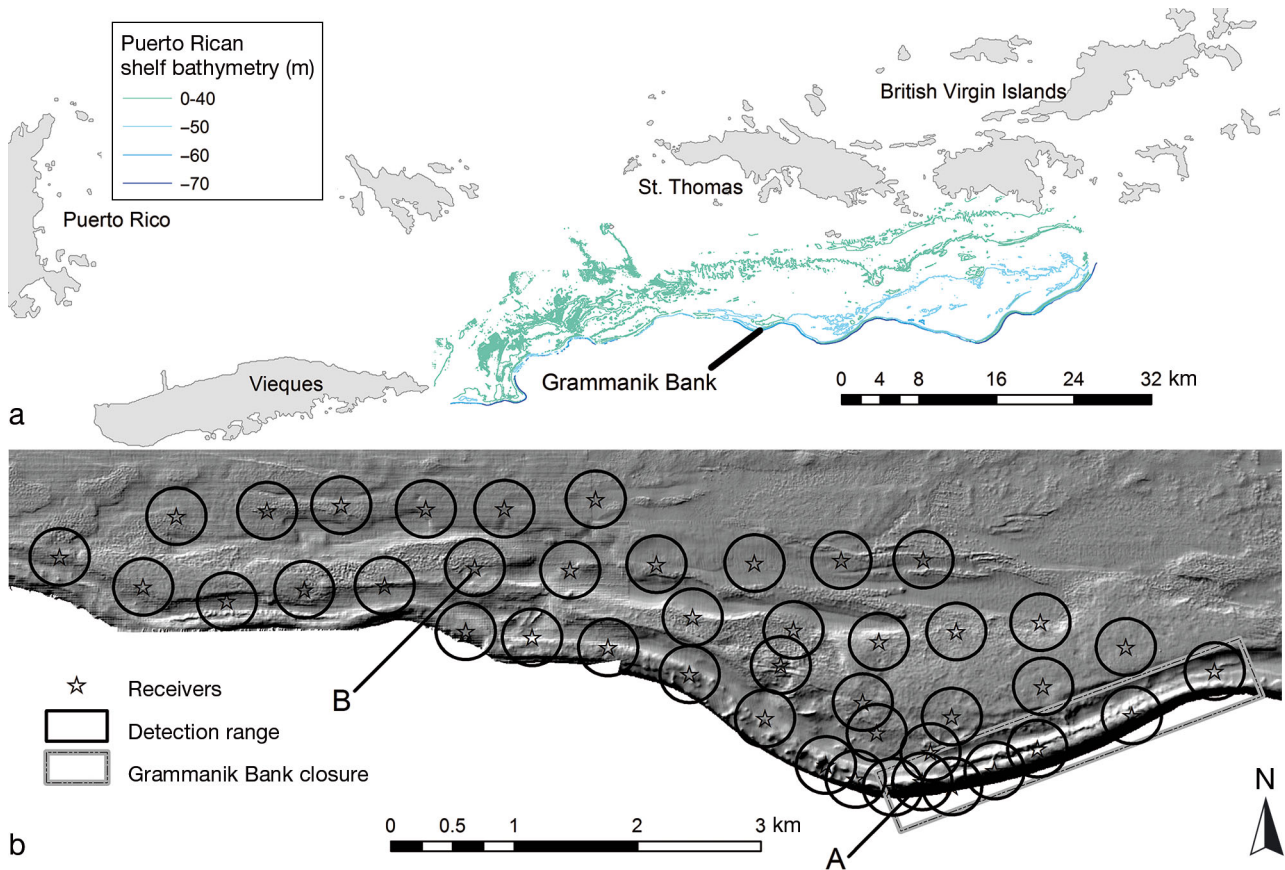 Puerto Rican
shelf bathymetry (m)
0-40
–50
–60
–70
British Virgin Islands
St. Thomas
Puerto Rico
Grammanik Bank
Vieques
0 4 8 16 24 32 km
a
B
Receivers
Detection range
Grammanik Bank closure
0 0.5 1 2 3 km
A
N
b